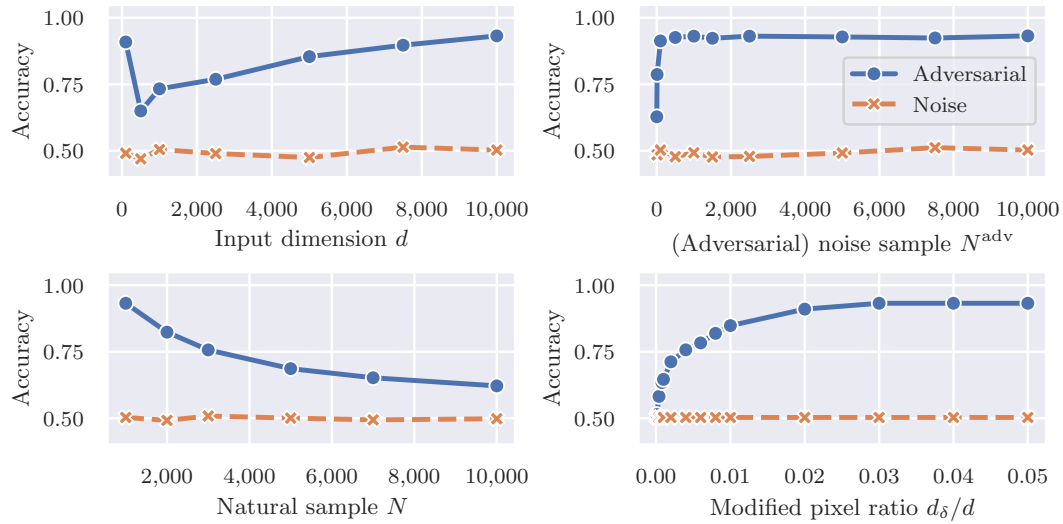 1.00
0.75
0.50
Accuracy
0 2,000 4,000 6,000 8,000 10,000
Input dimension d
1.00
0.75
0.50
Accuracy
Adversarial
Noise
0 2,000 4,000 6,000 8,000 10,000
(Adversarial) noise sample N^adv
1.00
0.75
0.50
Accuracy
2,000 4,000 6,000 8,000 10,000
Natural sample N
1.00
0.75
0.50
Accuracy
0.00 0.01 0.02 0.03 0.04 0.05
Modified pixel ratio d_δ/d